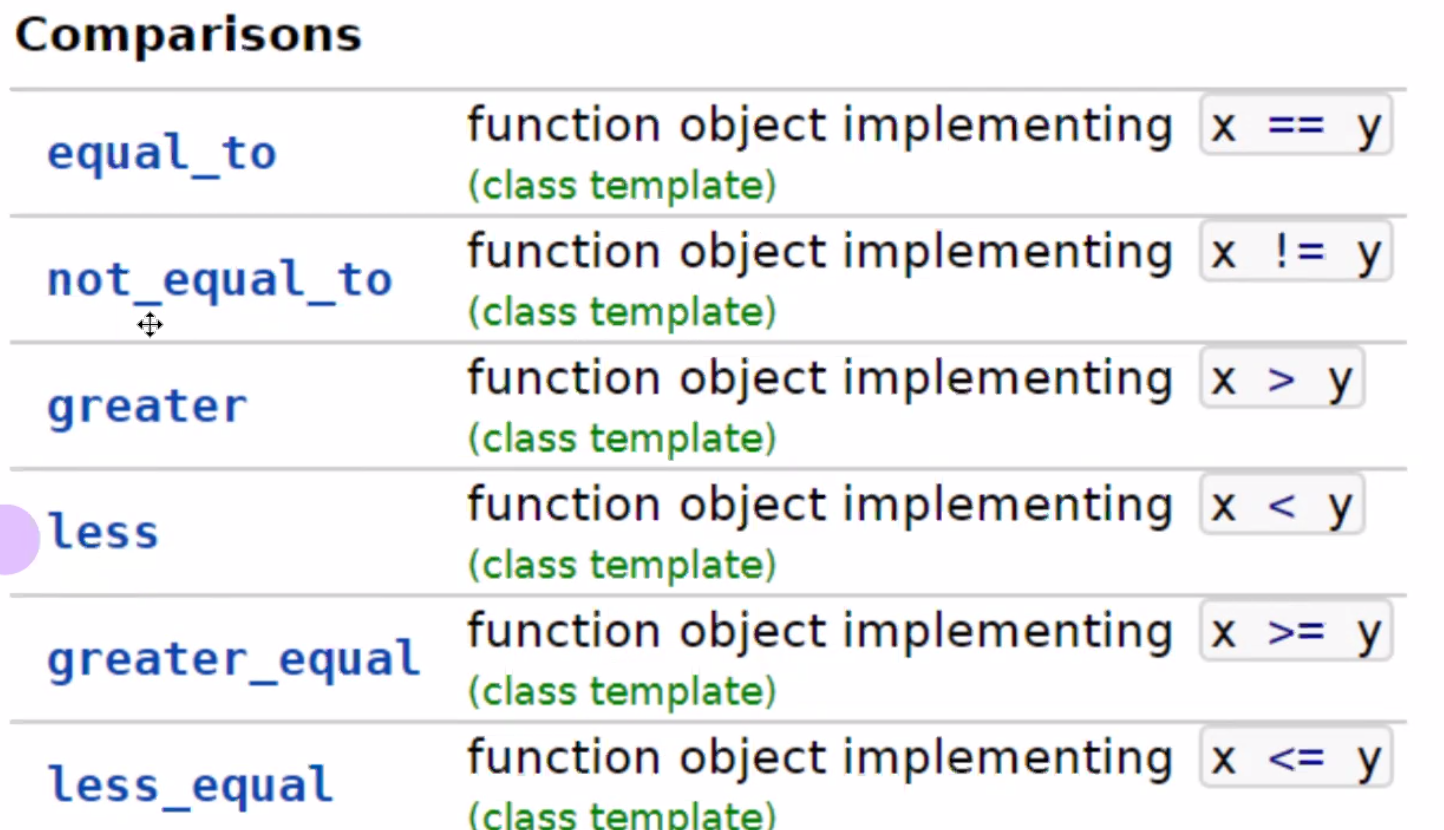 Comparisons
equal_to function object implementing x == y
(class template)
not_equal_to function object implementing x != y
(class template)
greater function object implementing x > y
(class template)
less function object implementing x < y
(class template)
greater_equal function object implementing x >= y
(class template)
less_equal function object implementing x <= y
(class template)